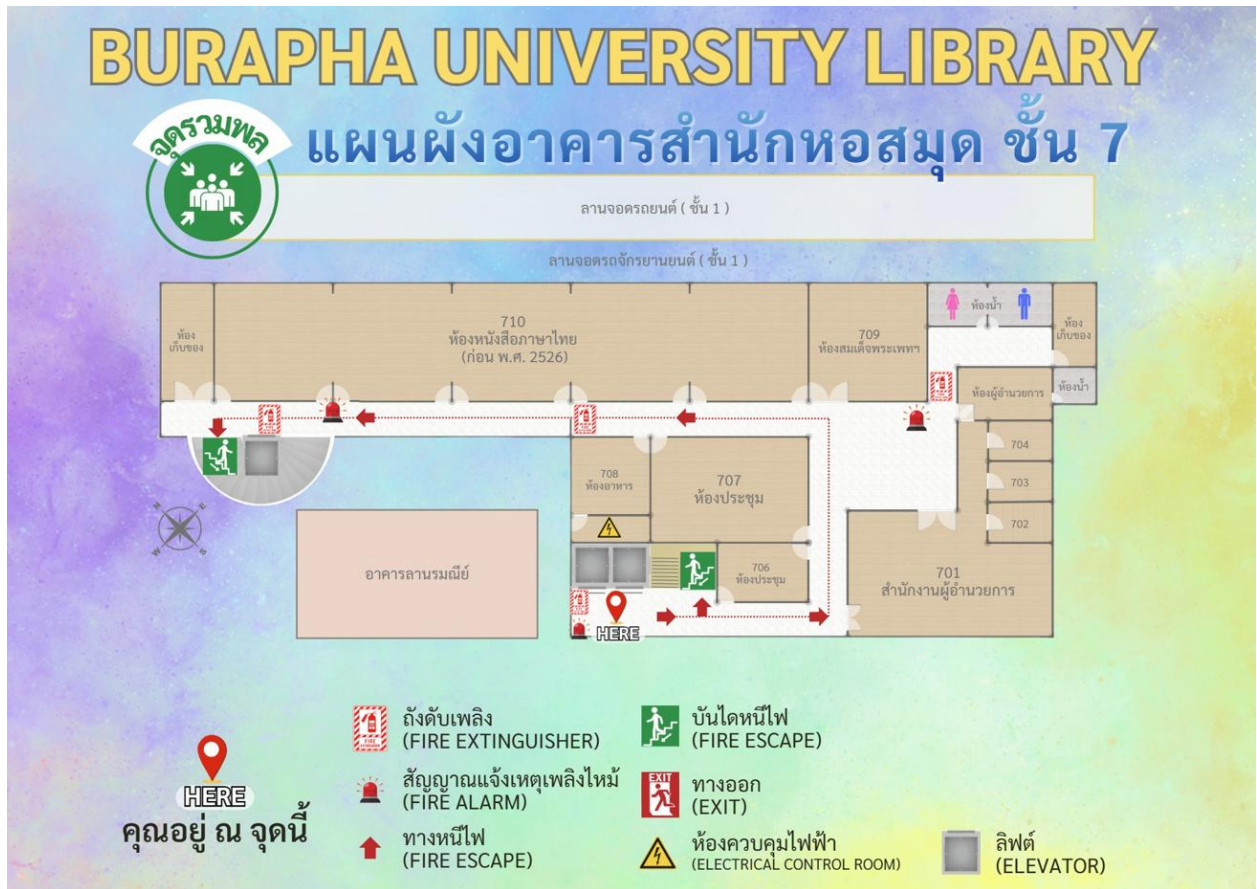 BURAPHA UNIVERSITY LIBRARY
จุดรวมพล
แผนผังอาคารสำนักหอสมุด ชั้น 7
ลานจอดรถยนต์ ( ชั้น 1 )
ลานจอดรถจักรยานยนต์ ( ชั้น 1 )
ห้อง
เก็บของ
710
ห้องหนังสือภาษาไทย
(ก่อน พ.ศ. 2526)
709
ห้องสมเด็จพระเทพฯ
ห้องน้ำ
ห้อง
เก็บของ
ห้องผู้อำนวยการ
ห้องน้ำ
704
703
702
708
ห้องอาหาร
707
ห้องประชุม
N
E
W
S
อาคารลานรมณีย์
706
ห้องประชุม
701
สำนักงานผู้อำนวยการ
HERE
HERE
คุณอยู่ ณ จุดนี้
ถังดับเพลิง
(FIRE EXTINGUISHER)
สัญญาณแจ้งเหตุเพลิงไหม้
(FIRE ALARM)
ทางหนีไฟ
(FIRE ESCAPE)
บันไดหนีไฟ
(FIRE ESCAPE)
EXIT
ทางออก
(EXIT)
ห้องควบคุมไฟฟ้า
(ELECTRICAL CONTROL ROOM)
ลิฟต์
(ELEVATOR)